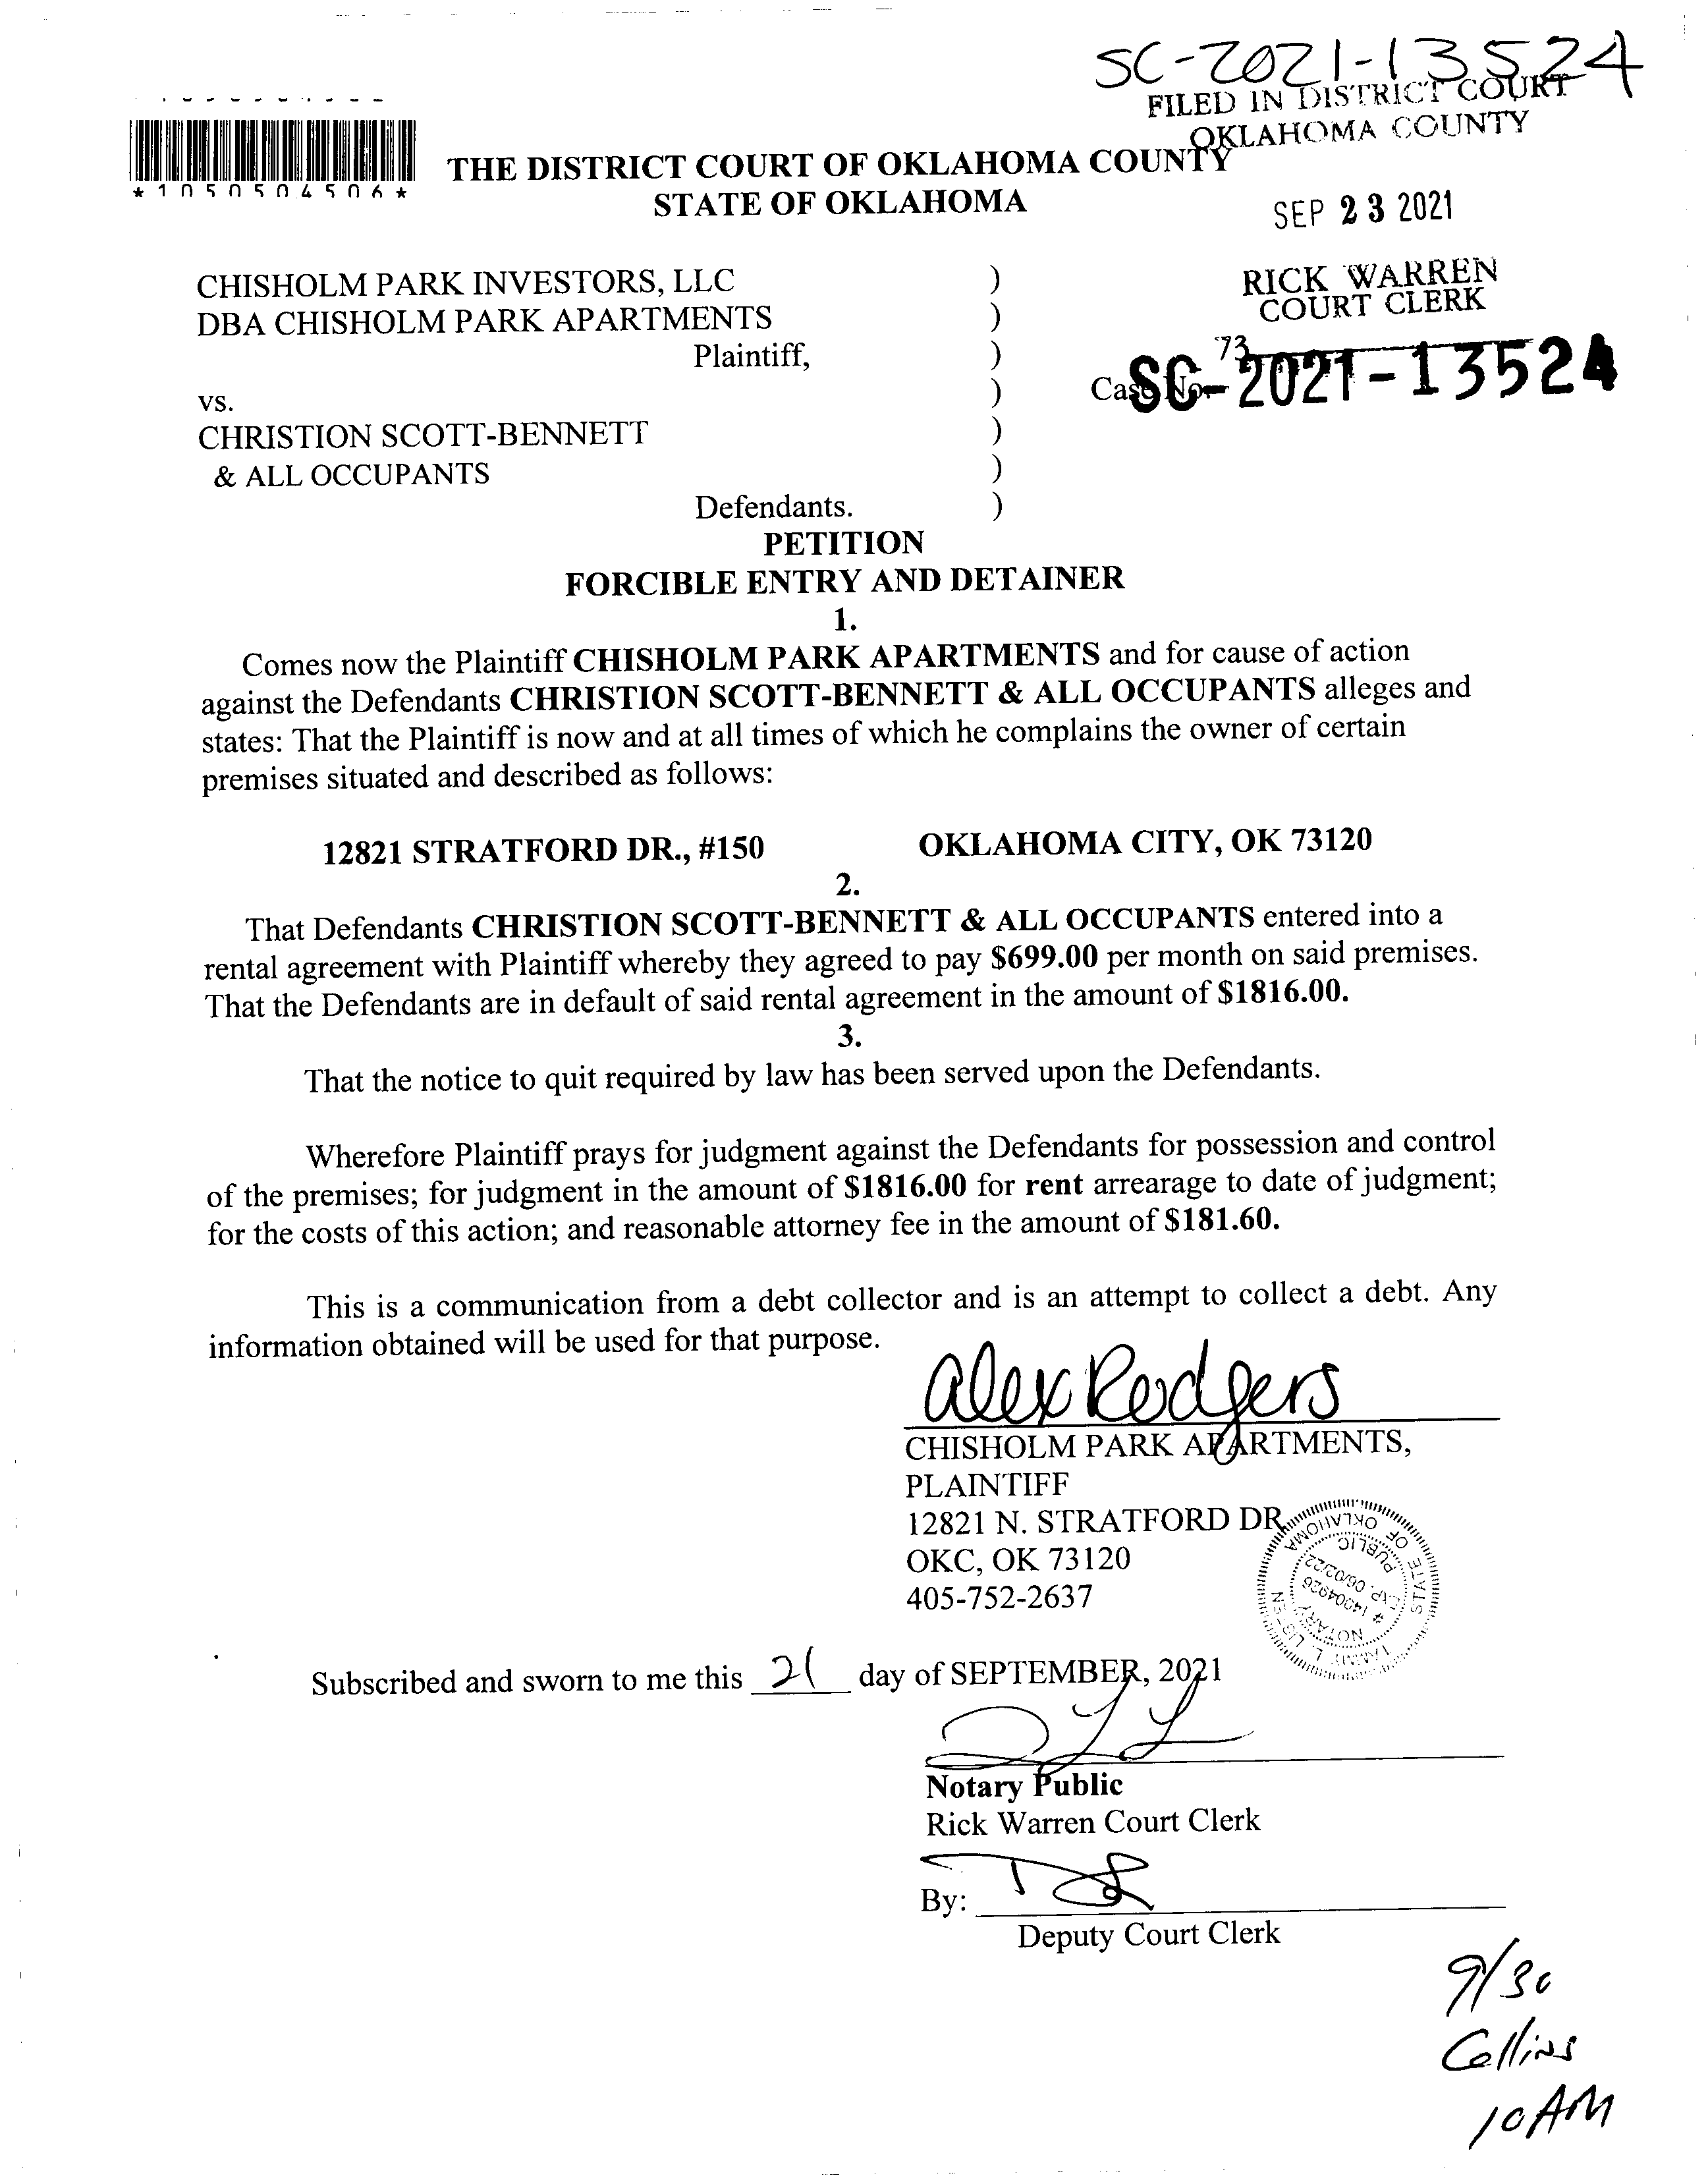 SC-2021-13524
FILED IN DISTRICT COURT
OKLAHOMA COUNTY
*1050504506*
THE DISTRICT COURT OF OKLAHOMA COUNTY
STATE OF OKLAHOMA
SEP 23 2021
RICK WARREN
COURT CLERK
73
CHISHOLM PARK INVESTORS, LLC )
DBA CHISHOLM PARK APARTMENTS )
Plaintiff, )
Case No. SC-2021-13524
vs. )
CHRISTION SCOTT-BENNETT )
& ALL OCCUPANTS )
Defendants. )
PETITION
FORCIBLE ENTRY AND DETAINER
1.
Comes now the Plaintiff CHISHOLM PARK APARTMENTS and for cause of action
against the Defendants CHRISTION SCOTT-BENNETT & ALL OCCUPANTS alleges and
states: That the Plaintiff is now and at all times of which he complains the owner of certain
premises situated and described as follows:
12821 STRATFORD DR., #150 OKLAHOMA CITY, OK 73120
2.
That Defendants CHRISTION SCOTT-BENNETT & ALL OCCUPANTS entered into a
rental agreement with Plaintiff whereby they agreed to pay $699.00 per month on said premises.
That the Defendants are in default of said rental agreement in the amount of $1816.00.
3.
That the notice to quit required by law has been served upon the Defendants.
Wherefore Plaintiff prays for judgment against the Defendants for possession and control
of the premises; for judgment in the amount of $1816.00 for rent arrearage to date of judgment;
for the costs of this action; and reasonable attorney fee in the amount of $181.60.
This is a communication from a debt collector and is an attempt to collect a debt. Any
information obtained will be used for that purpose.
Alex Rodgers
CHISHOLM PARK APARTMENTS,
PLAINTIFF
12821 N. STRATFORD DR
OKC, OK 73120
405-752-2637
NOTARY PUBLIC
STATE OF OKLAHOMA
# 14004926
EXP. 06/02/22
Subscribed and sworn to me this 21 day of SEPTEMBER, 2021
Notary Public
Rick Warren Court Clerk
By:
Deputy Court Clerk
9/30
Collins
10 AM